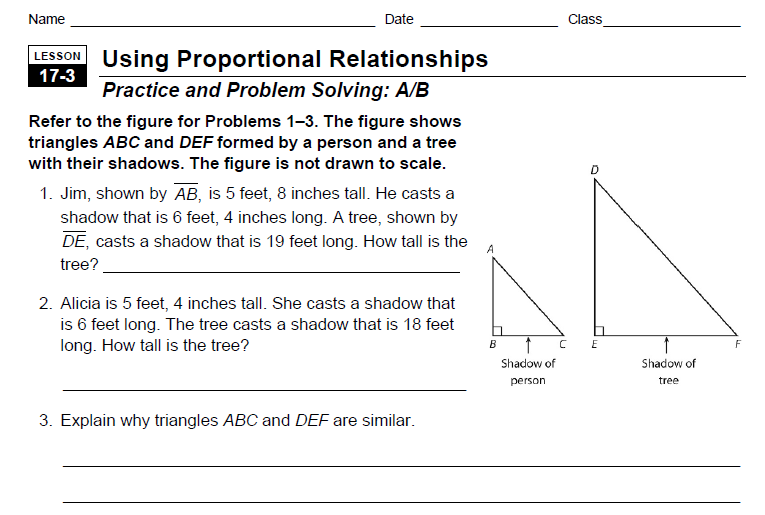 Name ______ Date ______ Class______
LESSON
17-3
Using Proportional Relationships
Practice and Problem Solving: A/B
Refer to the figure for Problems 1–3. The figure shows
triangles ABC and DEF formed by a person and a tree
with their shadows. The figure is not drawn to scale.
1. Jim, shown by AB, is 5 feet, 8 inches tall. He casts a
shadow that is 6 feet, 4 inches long. A tree, shown by
DE, casts a shadow that is 19 feet long. How tall is the
tree? ______
2. Alicia is 5 feet, 4 inches tall. She casts a shadow that
is 6 feet long. The tree casts a shadow that is 18 feet
long. How tall is the tree?
D
A
B
C
E
F
Shadow of
person
Shadow of
tree
3. Explain why triangles ABC and DEF are similar.